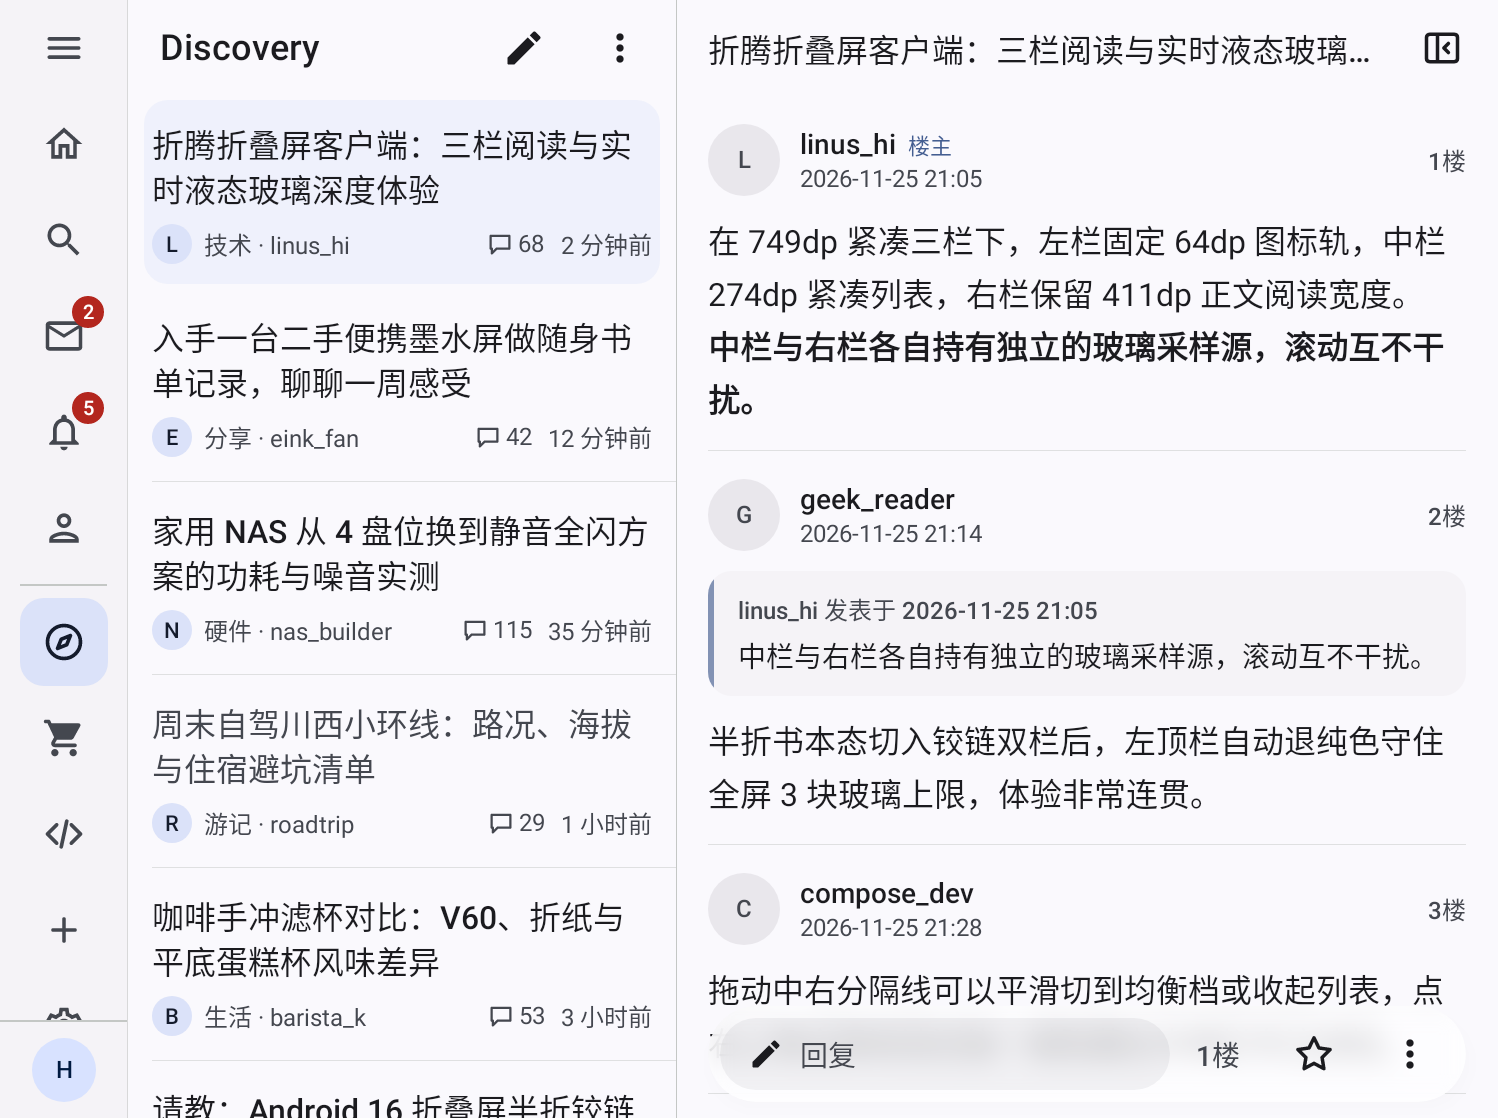 Discovery
折腾折叠屏客户端：三栏阅读与实
时液态玻璃深度体验
L 技术 · linus_hi 68 2 分钟前
入手一台二手便携墨水屏做随身书
单记录，聊聊一周感受
E 分享 · eink_fan 42 12 分钟前
家用 NAS 从 4 盘位换到静音全闪方
案的功耗与噪音实测
N 硬件 · nas_builder 115 35 分钟前
周末自驾川西小环线：路况、海拔
与住宿避坑清单
R 游记 · roadtrip 29 1 小时前
咖啡手冲滤杯对比：V60、折纸与
平底蛋糕杯风味差异
B 生活 · barista_k 53 3 小时前
请教：Android 16 折叠屏半折铰链
2
5
H
折腾折叠屏客户端：三栏阅读与实时液态玻璃...
L linus_hi 楼主
2026-11-25 21:05
1楼
在 749dp 紧凑三栏下，左栏固定 64dp 图标轨，中栏
274dp 紧凑列表，右栏保留 411dp 正文阅读宽度。
中栏与右栏各自持有独立的玻璃采样源，滚动互不干
扰。
G geek_reader
2026-11-25 21:14
2楼
linus_hi 发表于 2026-11-25 21:05
中栏与右栏各自持有独立的玻璃采样源，滚动互不干扰。
半折书本态切入铰链双栏后，左顶栏自动退纯色守住
全屏 3 块玻璃上限，体验非常连贯。
C compose_dev
2026-11-25 21:28
3楼
拖动中右分隔线可以平滑切到均衡档或收起列表，点
回复 1楼